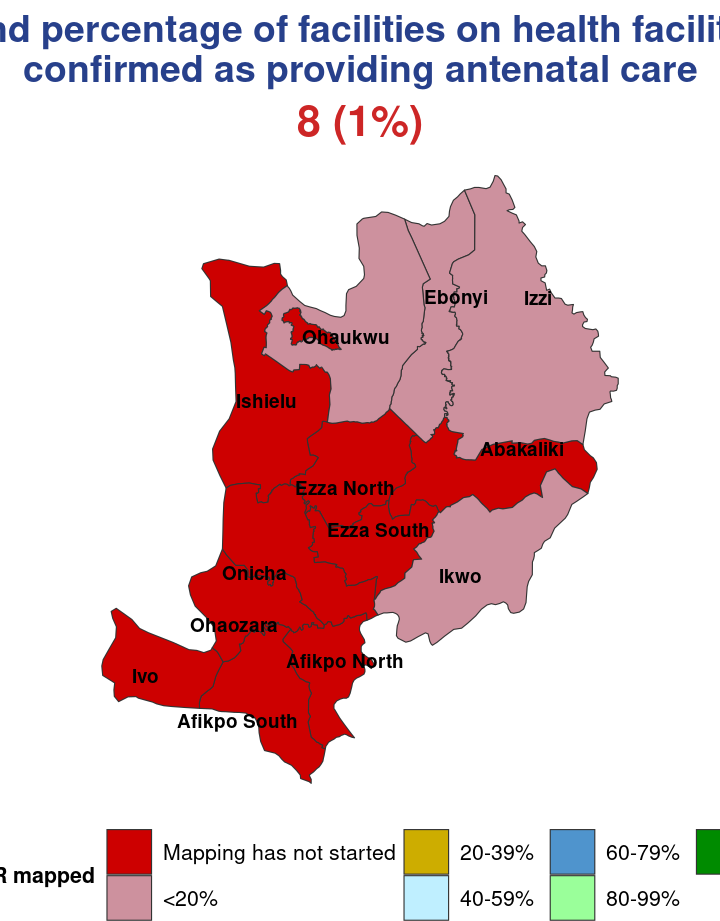 percentage of facilities on health
confirmed as providing antenatal care
8 (1%)
Ebonyi
Izzi
Ohaukwu
Ishielu
Abakaliki
Ezza North
Ezza South
Onicha
Ikwo
Ohaozara
Afikpo North
Ivo
Afikpo South
mapped
Mapping has not started
20-39%
60-79%
<20%
40-59%
80-99%